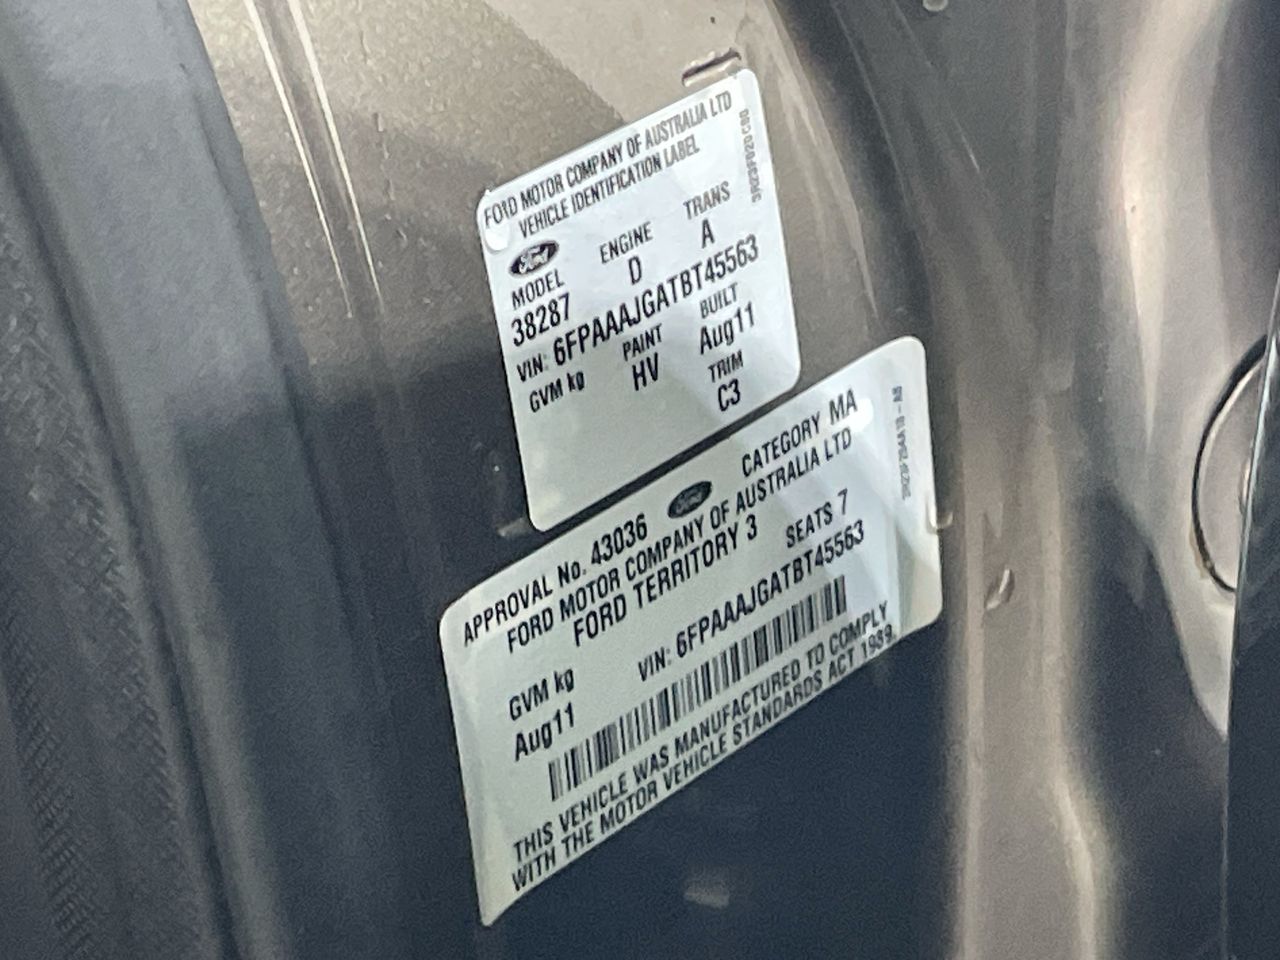 FORD MOTOR COMPANY OF AUSTRALIA LTD
VEHICLE IDENTIFICATION LABEL
Ford
MODEL ENGINE TRANS
38287 D A
VIN: 6FPAAAJGATBT45563
GVM kg PAINT BUILT
HV Aug11
TRIM
C3
APPROVAL No. 43036 Ford CATEGORY MA
FORD MOTOR COMPANY OF AUSTRALIA LTD
FORD TERRITORY 3 SEATS 7
GVM kg VIN: 6FPAAAJGATBT45563
Aug11
THIS VEHICLE WAS MANUFACTURED TO COMPLY
WITH THE MOTOR VEHICLE STANDARDS ACT 1989.